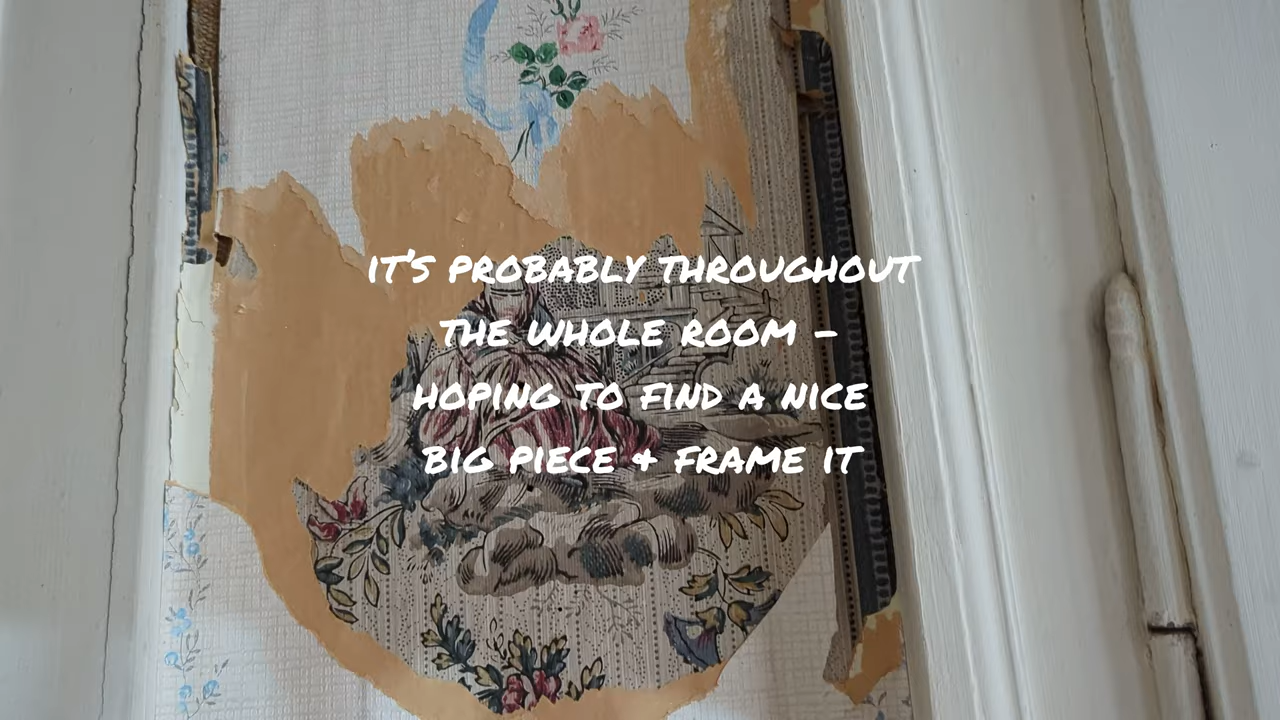 IT'S PROBABLY THROUGHOUT
THE WHOLE ROOM –
HOPING TO FIND A NICE
BIG PIECE & FRAME IT